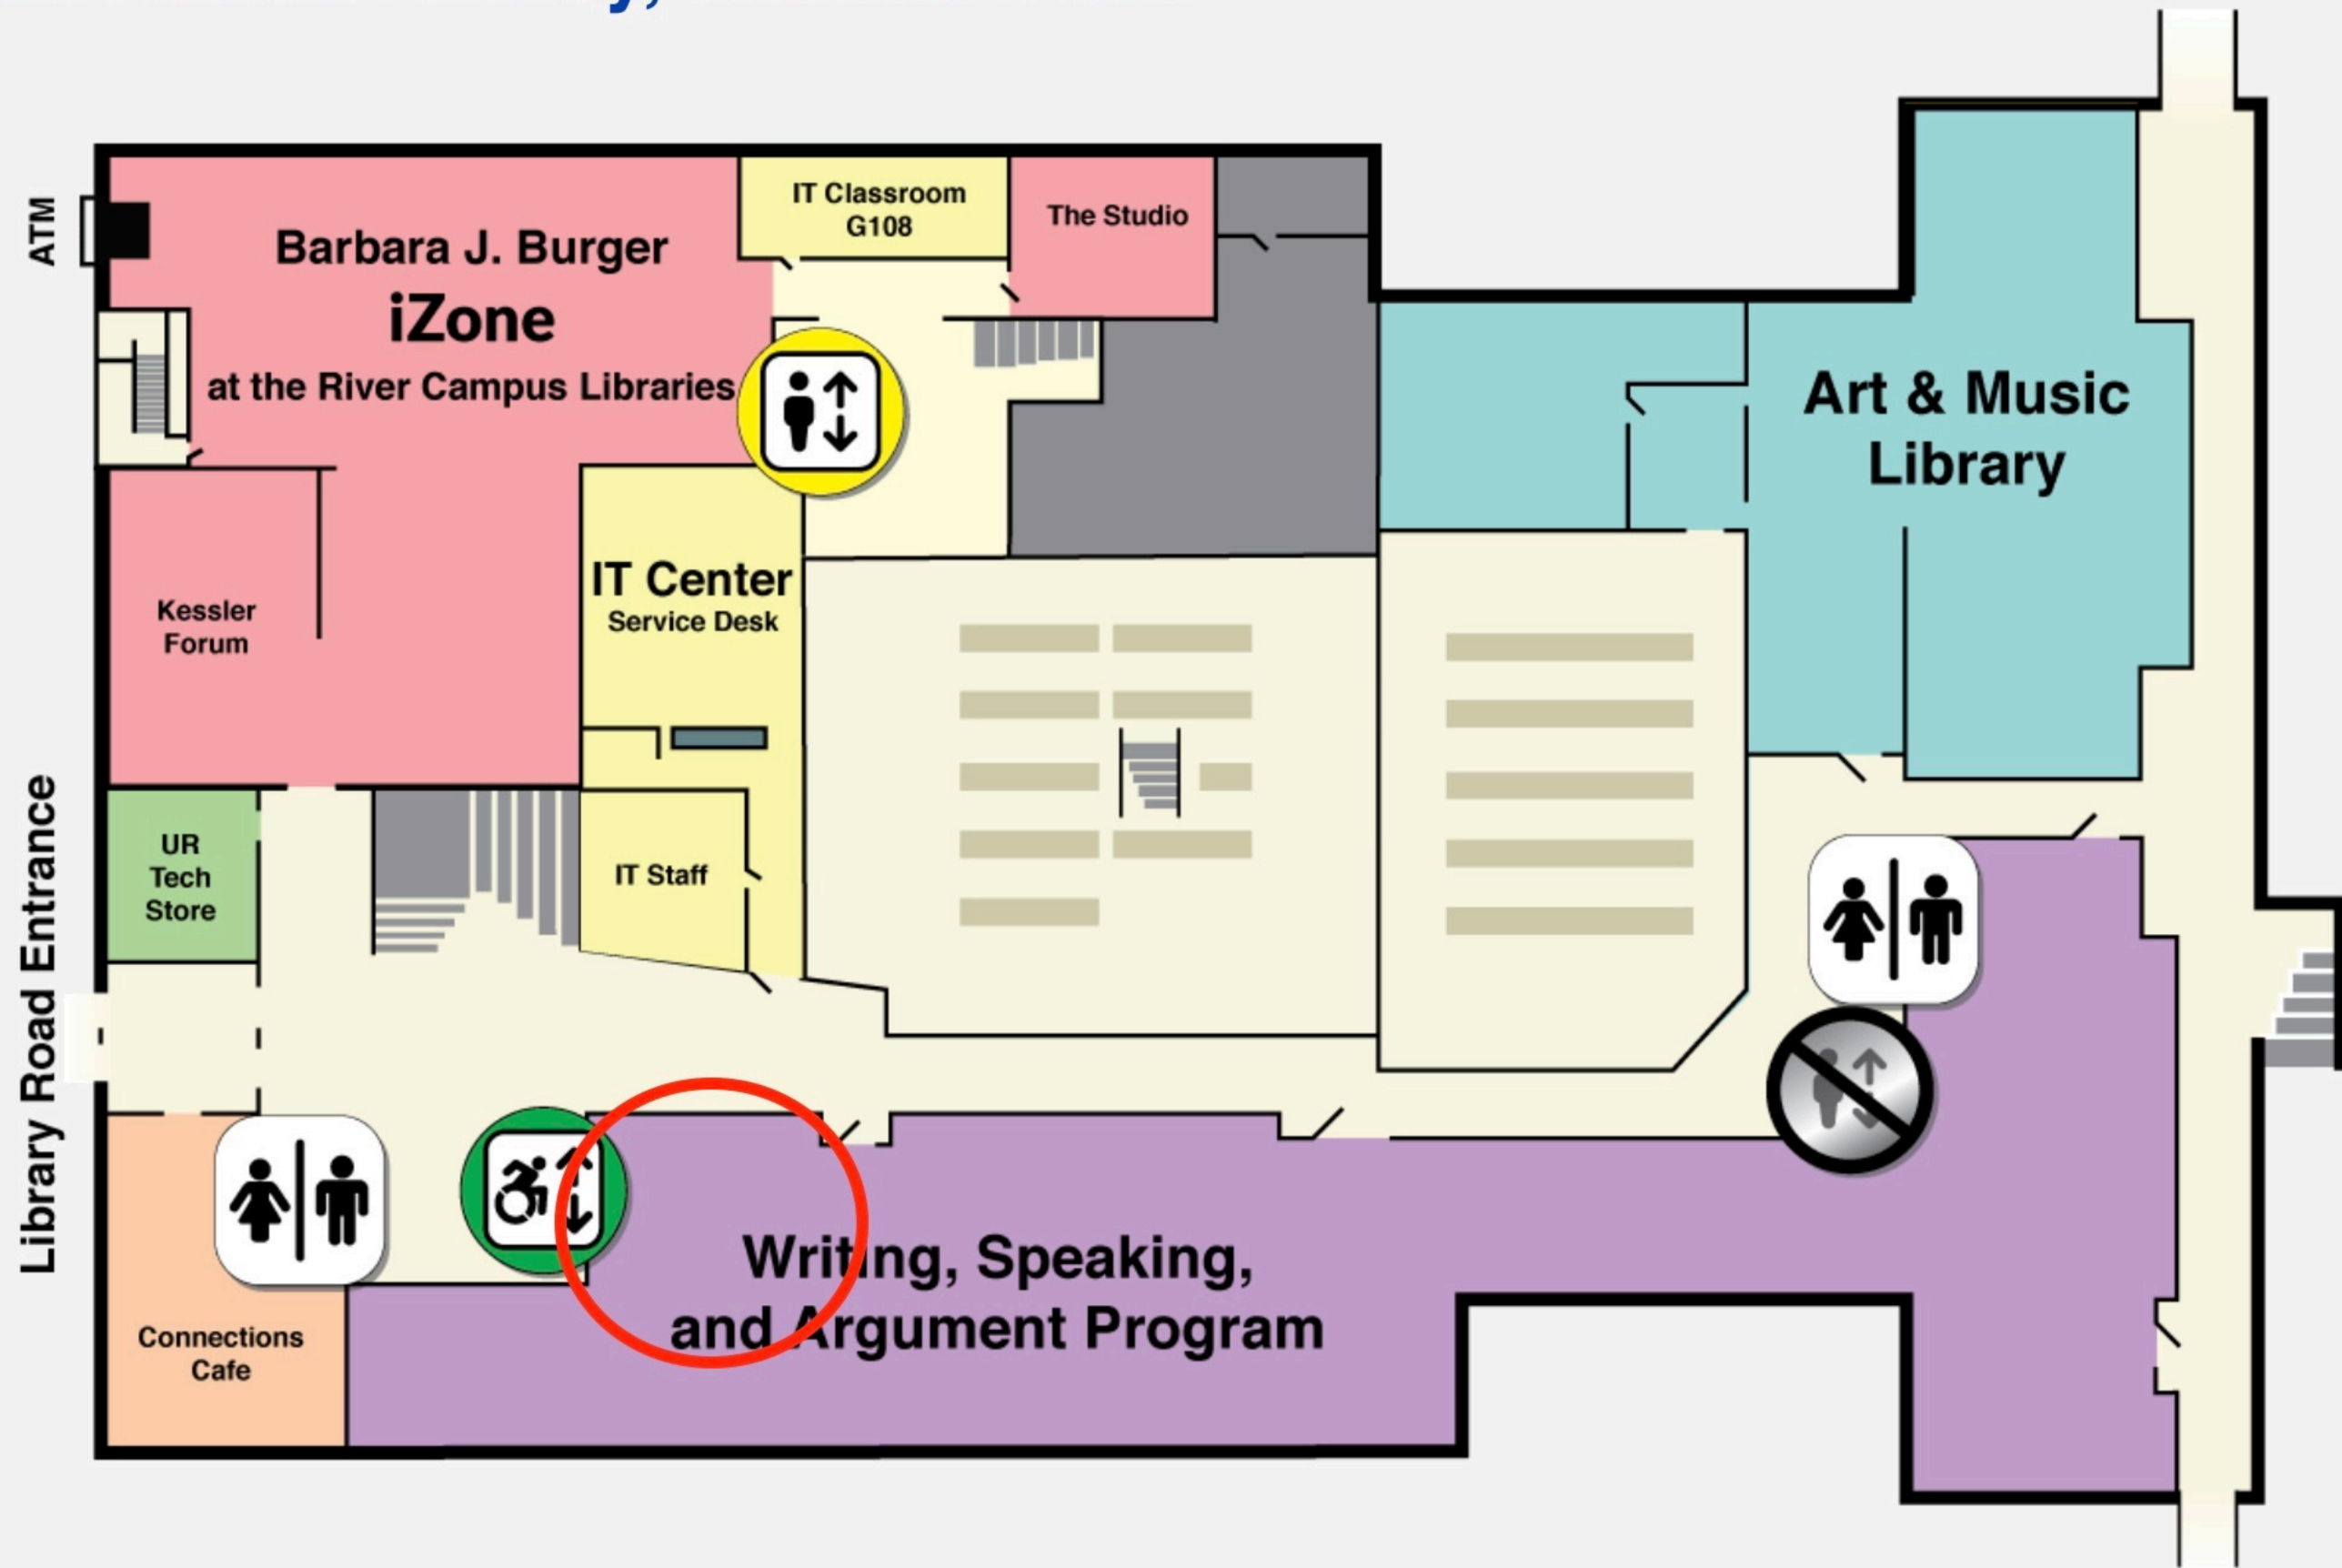 y,
ATM
Barbara J. Burger
iZone
at the River Campus Libraries
IT Classroom
G108
The Studio
Art & Music
Library
Kessler
Forum
IT Center
Service Desk
UR
Tech
Store
IT Staff
Library Road Entrance
Writing, Speaking,
and Argument Program
Connections
Cafe